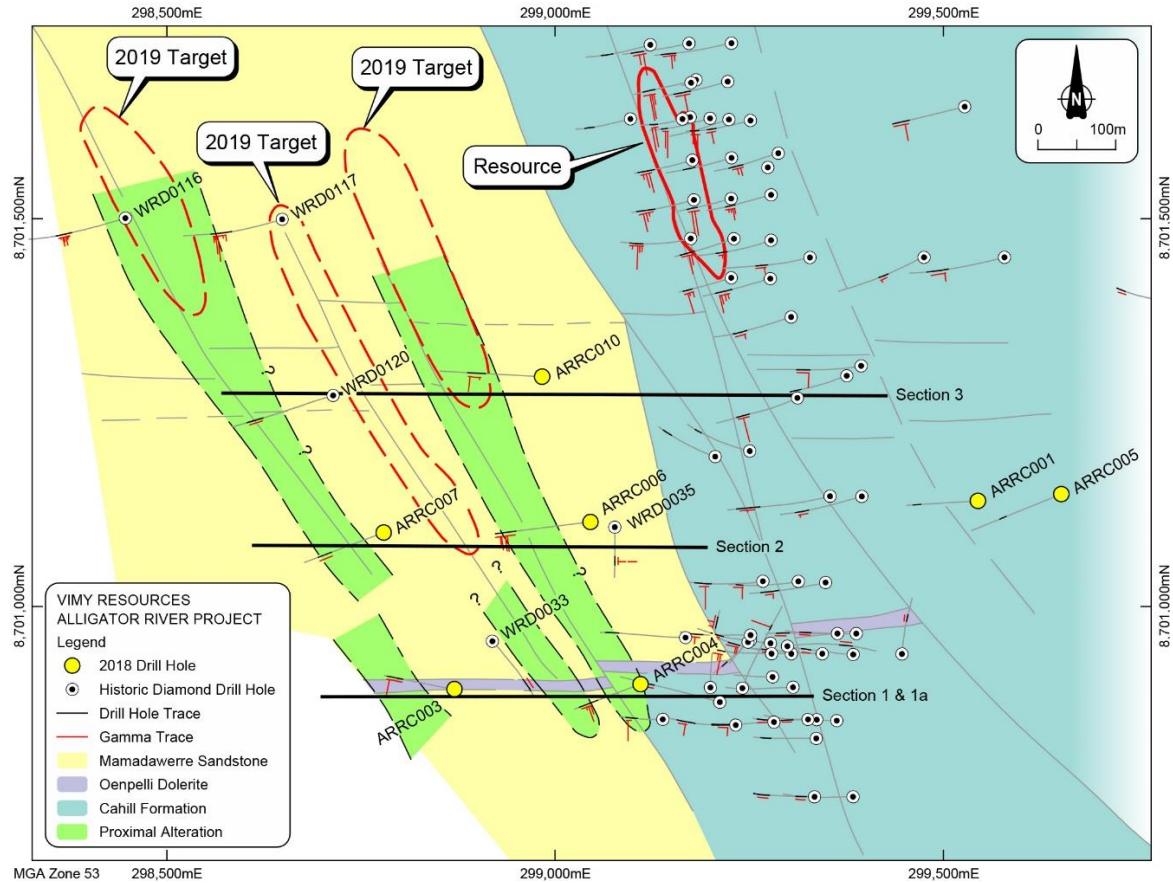 298,500mE
299,000mE
299,500mE
2019 Target
2019 Target
2019 Target
Resource
N
0
100m
8,701,500mN
8,701,500mN
WRD0116
WRD0117
ARRC010
WRD0120
?
Section 3
?
ARRC007
ARRC006
WRD0035
ARRC001
ARRC005
Section 2
?
?
?
8,701,000mN
8,701,000mN
WRD0033
ARRC004
ARRC003
Section 1 & 1a
VIMY RESOURCES
ALLIGATOR RIVER PROJECT
Legend
2018 Drill Hole
Historic Diamond Drill Hole
Drill Hole Trace
Gamma Trace
Mamadawerre Sandstone
Oenpelli Dolerite
Cahill Formation
Proximal Alteration
MGA Zone 53
298,500mE
299,000mE
299,500mE